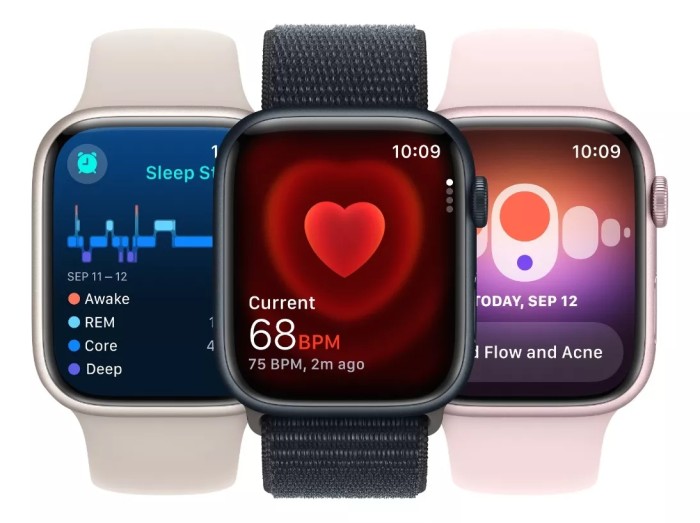 Sleep
SEP 11–12
Awake
REM
Core
Deep
10:09
Current
68BPM
75 BPM, 2m ago
10:09
TODAY, SEP 12
Flow and Acne